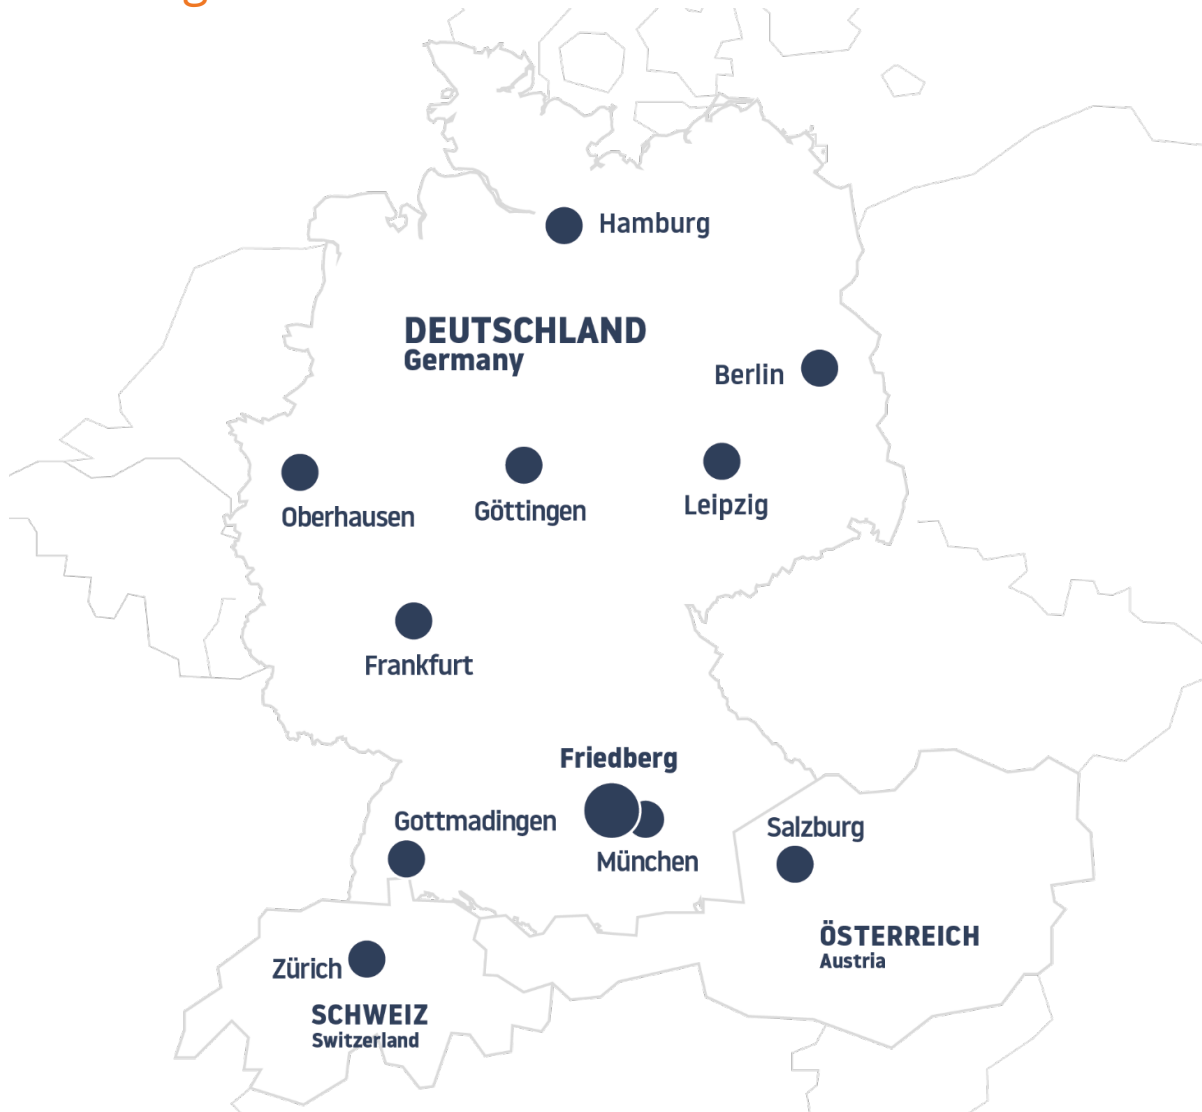 Hamburg
DEUTSCHLAND
Germany
Berlin
Oberhausen
Göttingen
Leipzig
Frankfurt
Friedberg
Gottmadingen
München
Salzburg
ÖSTERREICH
Austria
Zürich
SCHWEIZ
Switzerland